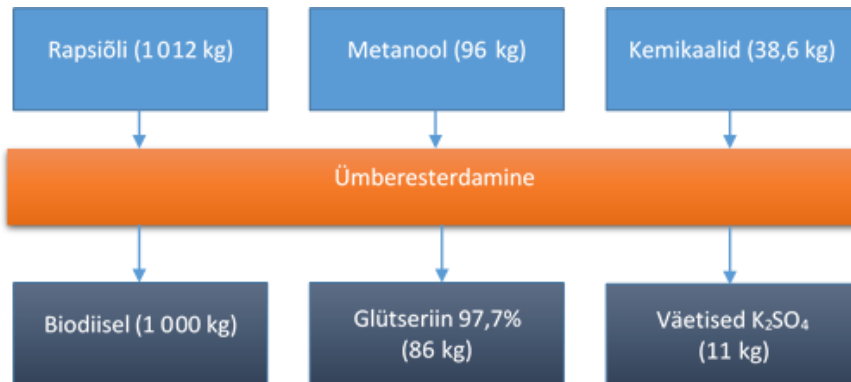 Rapsiõli (1 012 kg)
Metanool (96 kg)
Kemikaalid (38,6 kg)
Ümberesterdamine
Biodiisel (1 000 kg)
Glütseriin 97,7%
(86 kg)
Väetised K₂SO₄
(11 kg)